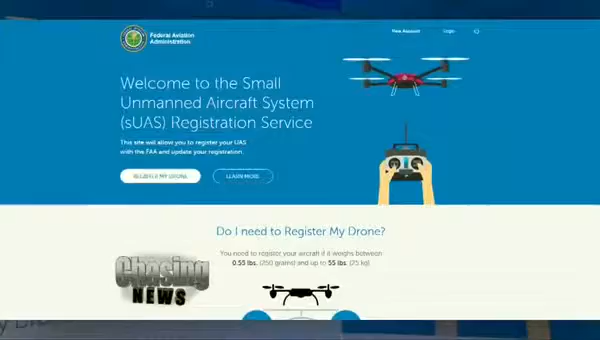 Federal Aviation
Administration
New Account
Login
Welcome to the Small
Unmanned Aircraft System
(sUAS) Registration Service
This site will allow you to register your UAS
with the FAA and update your registration.
REGISTER MY DRONE
LEARN MORE
Do I need to Register My Drone?
You need to register your aircraft if it weighs between
0.55 lbs. (250 grams) and up to 55 lbs. (25 kg).
Chasing
NEWS